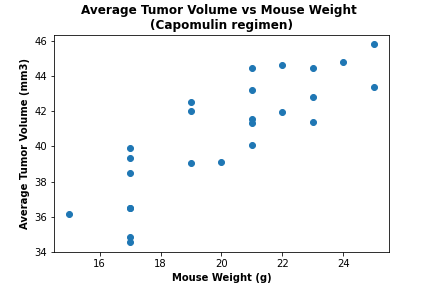 Average Tumor Volume vs Mouse Weight
(Capomulin regimen)
46
44
42
40
38
36
34
Average Tumor Volume (mm3)
16 18 20 22 24
Mouse Weight (g)